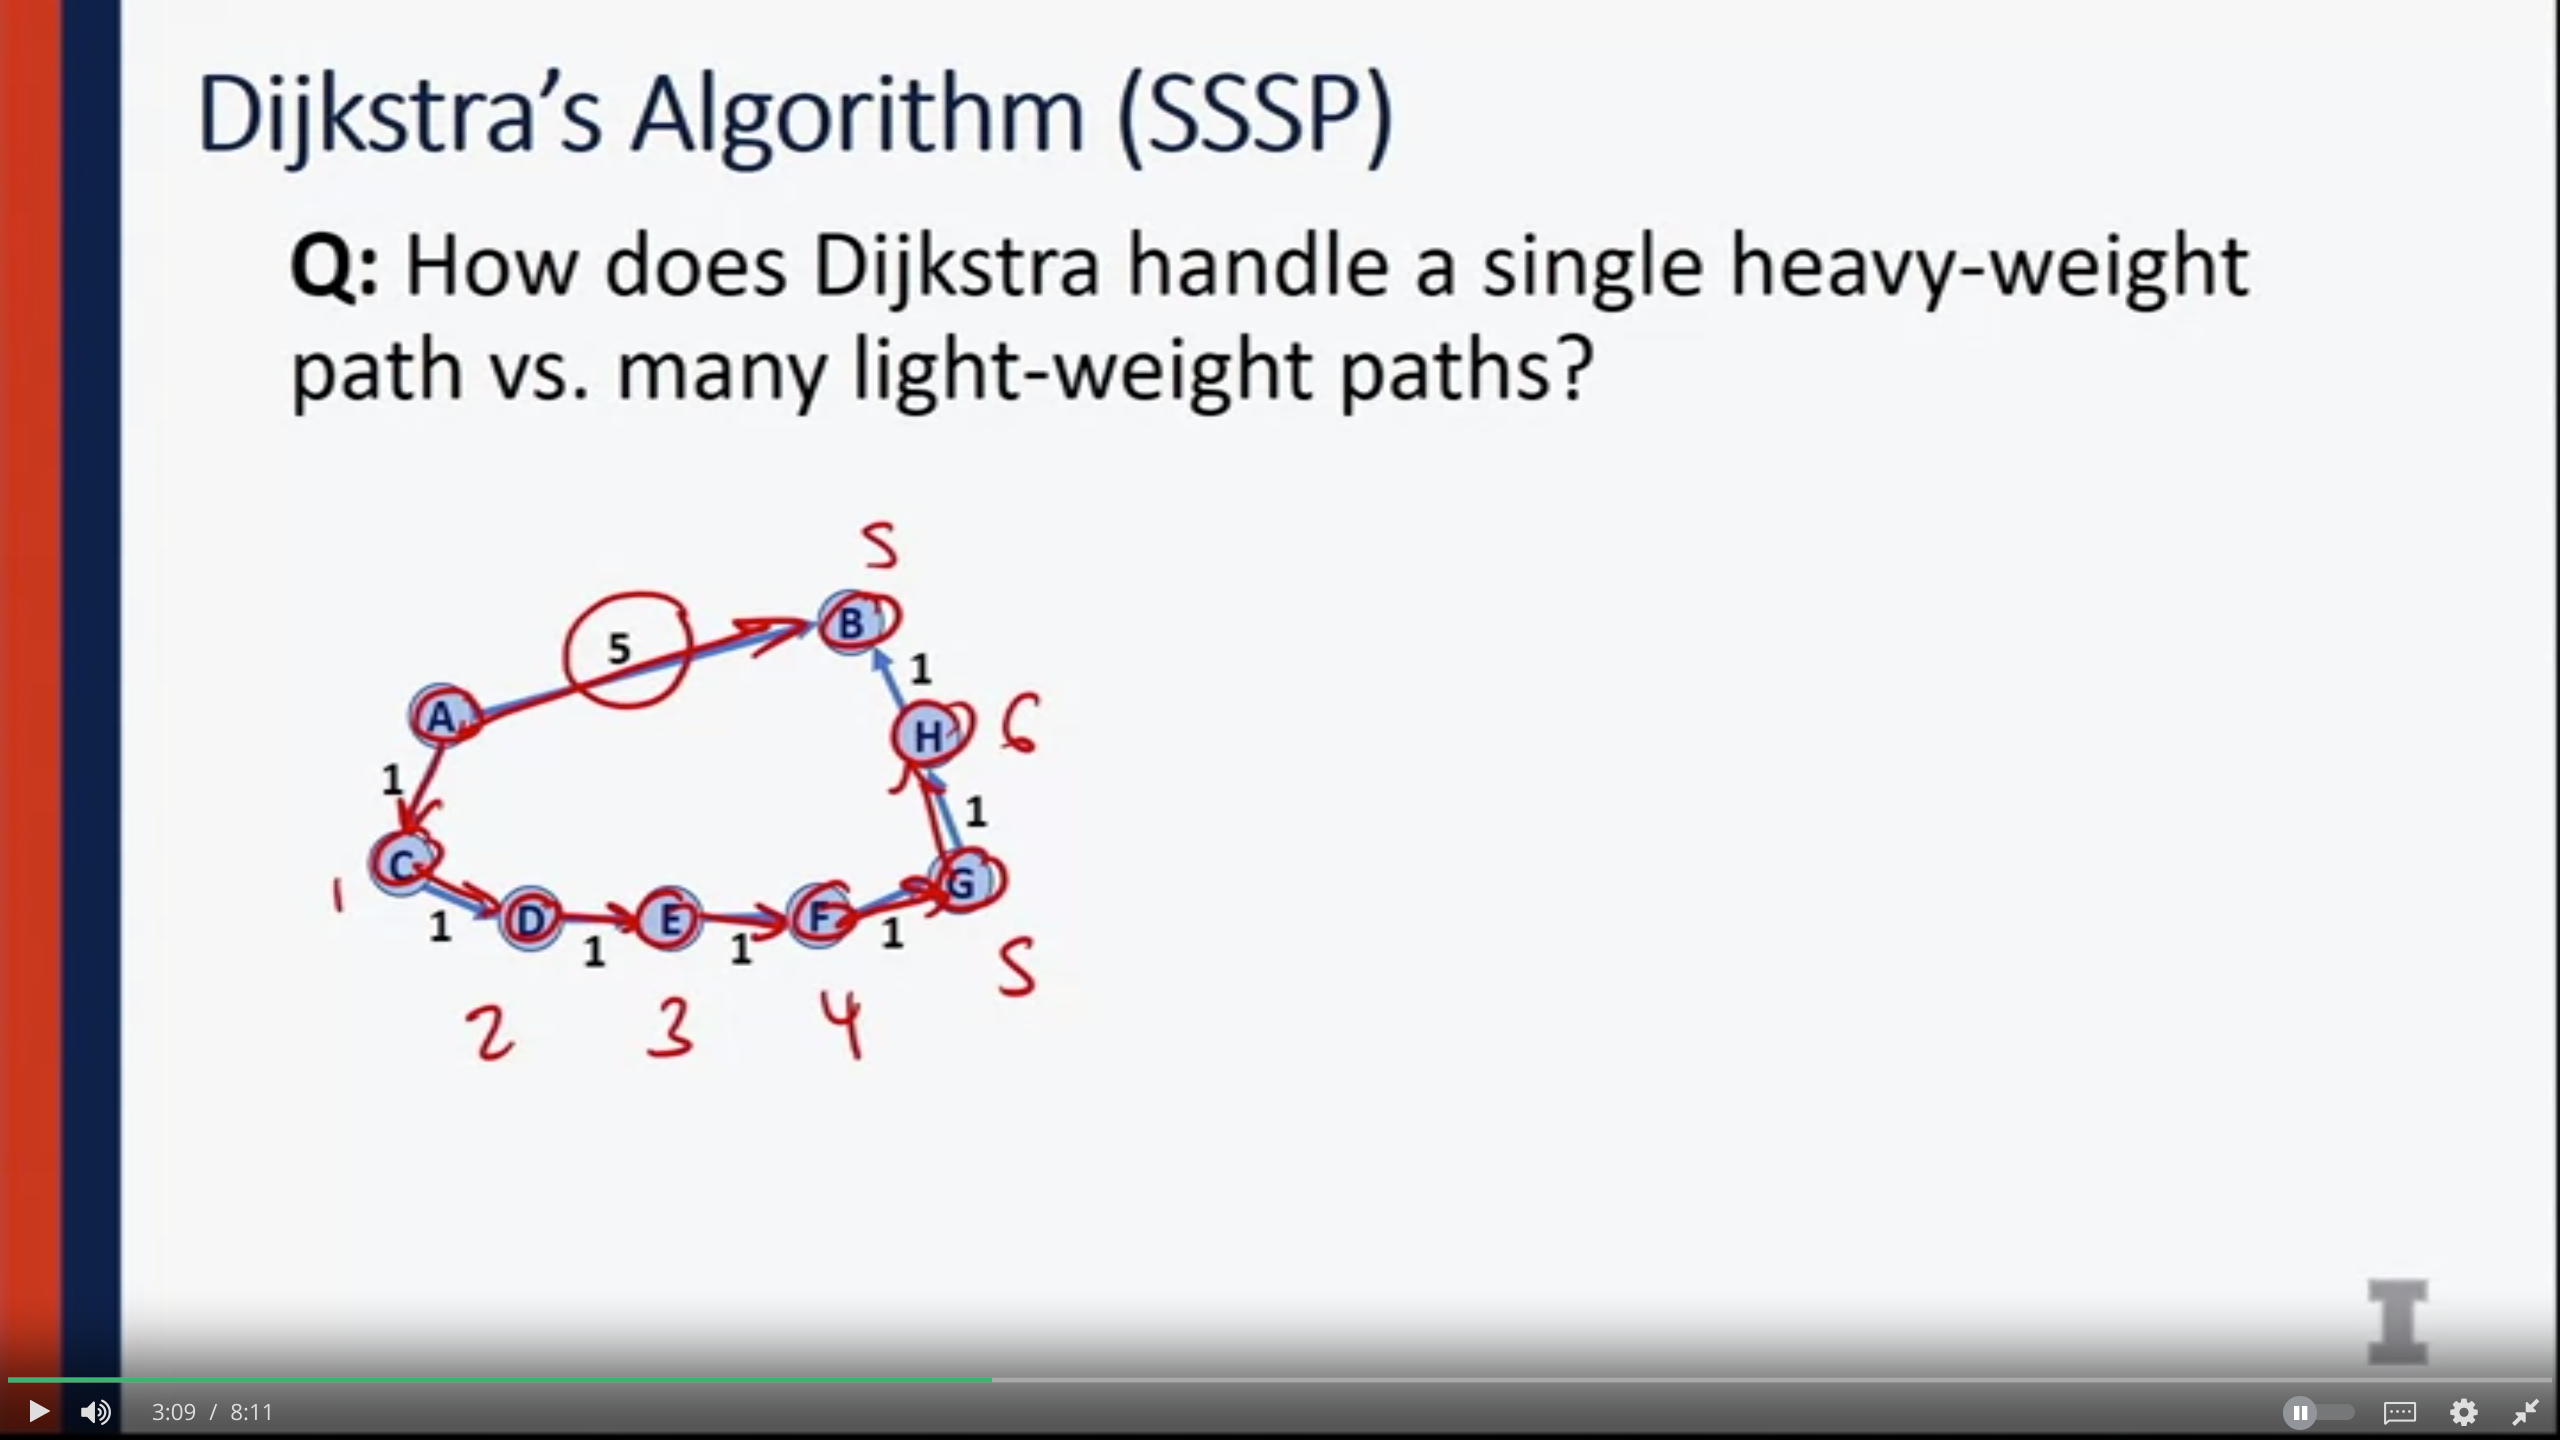 Dijkstra's Algorithm (SSSP)
Q: How does Dijkstra handle a single heavy-weight
path vs. many light-weight paths?
5
5
B
1
A
H
6
1
1
C
G
1
1
D
E
F
1
1
1
5
2
3
4
I
3:09 / 8:11